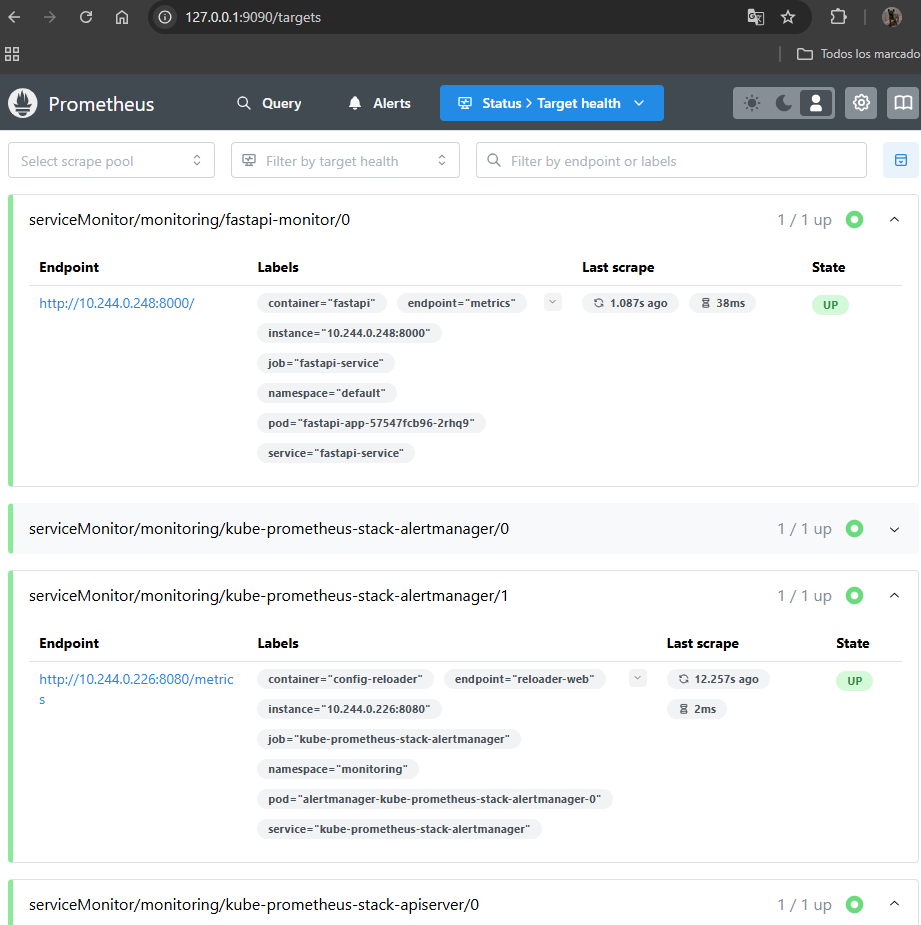 127.0.0.1:9090/targets
Todos los marcado
Prometheus
Query
Alerts
Status > Target health
Select scrape pool
Filter by target health
Filter by endpoint or labels
serviceMonitor/monitoring/fastapi-monitor/0
1 / 1 up
Endpoint
Labels
Last scrape
State
http://10.244.0.248:8000/
container="fastapi"
endpoint="metrics"
1.087s ago
38ms
UP
instance="10.244.0.248:8000"
job="fastapi-service"
namespace="default"
pod="fastapi-app-57547fcb96-2rhq9"
service="fastapi-service"
serviceMonitor/monitoring/kube-prometheus-stack-alertmanager/0
1 / 1 up
serviceMonitor/monitoring/kube-prometheus-stack-alertmanager/1
1 / 1 up
Endpoint
Labels
Last scrape
State
http://10.244.0.226:8080/metric
s
container="config-reloader"
endpoint="reloader-web"
12.257s ago
UP
instance="10.244.0.226:8080"
2ms
job="kube-prometheus-stack-alertmanager"
namespace="monitoring"
pod="alertmanager-kube-prometheus-stack-alertmanager-0"
service="kube-prometheus-stack-alertmanager"
serviceMonitor/monitoring/kube-prometheus-stack-apiserver/0
1 / 1 up